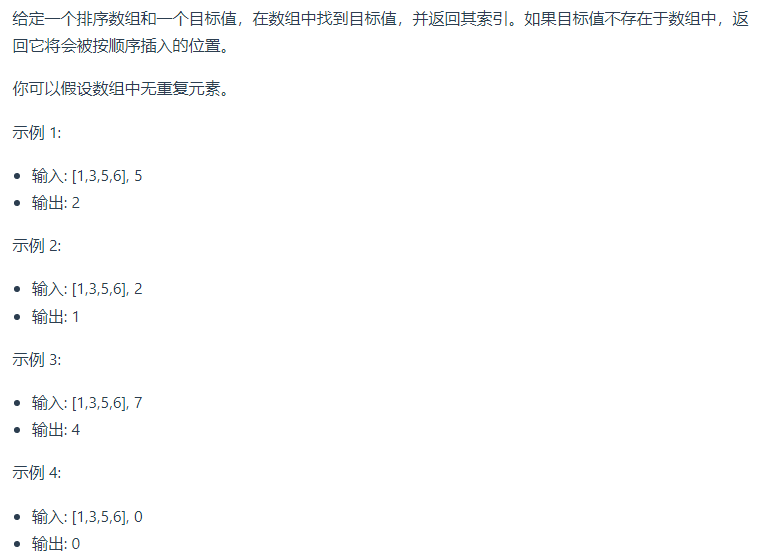 给定一个排序数组和一个目标值，在数组中找到目标值，并返回其索引。如果目标值不存在于数组中，返
回它将会被按顺序插入的位置。
你可以假设数组中无重复元素。
示例 1:
• 输入: [1,3,5,6], 5
• 输出: 2
示例 2:
• 输入: [1,3,5,6], 2
• 输出: 1
示例 3:
• 输入: [1,3,5,6], 7
• 输出: 4
示例 4:
• 输入: [1,3,5,6], 0
• 输出: 0